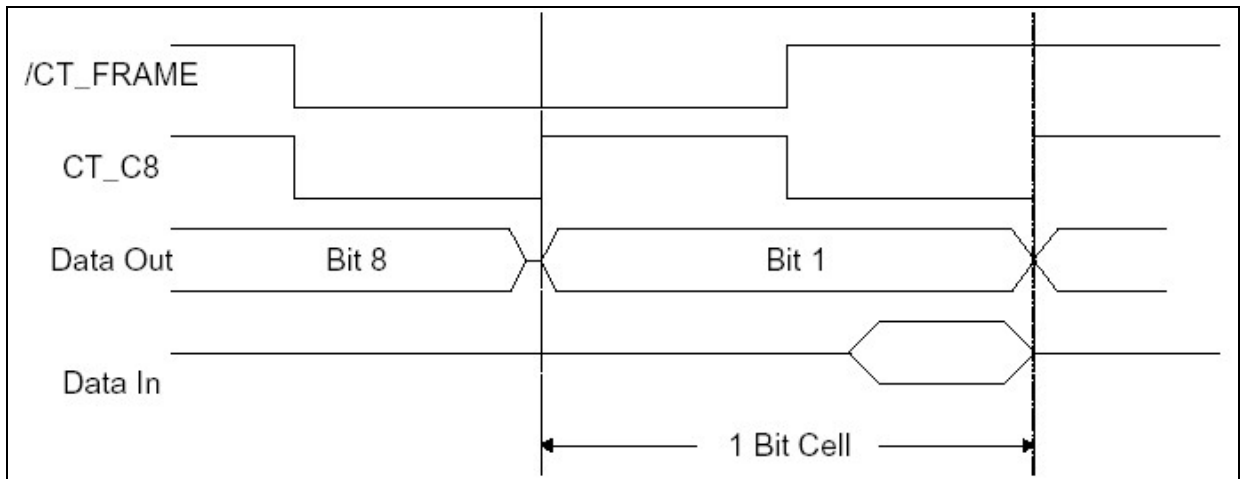 /CT_FRAME
CT_C8
Data Out
Bit 8
Bit 1
Data In
1 Bit Cell